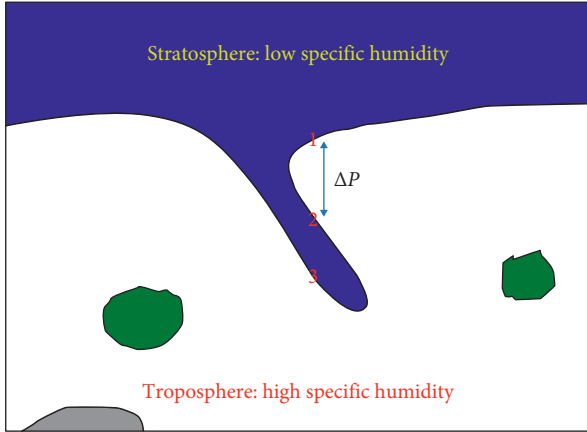 Stratosphere: low specific humidity
1
ΔP
2
3
Troposphere: high specific humidity